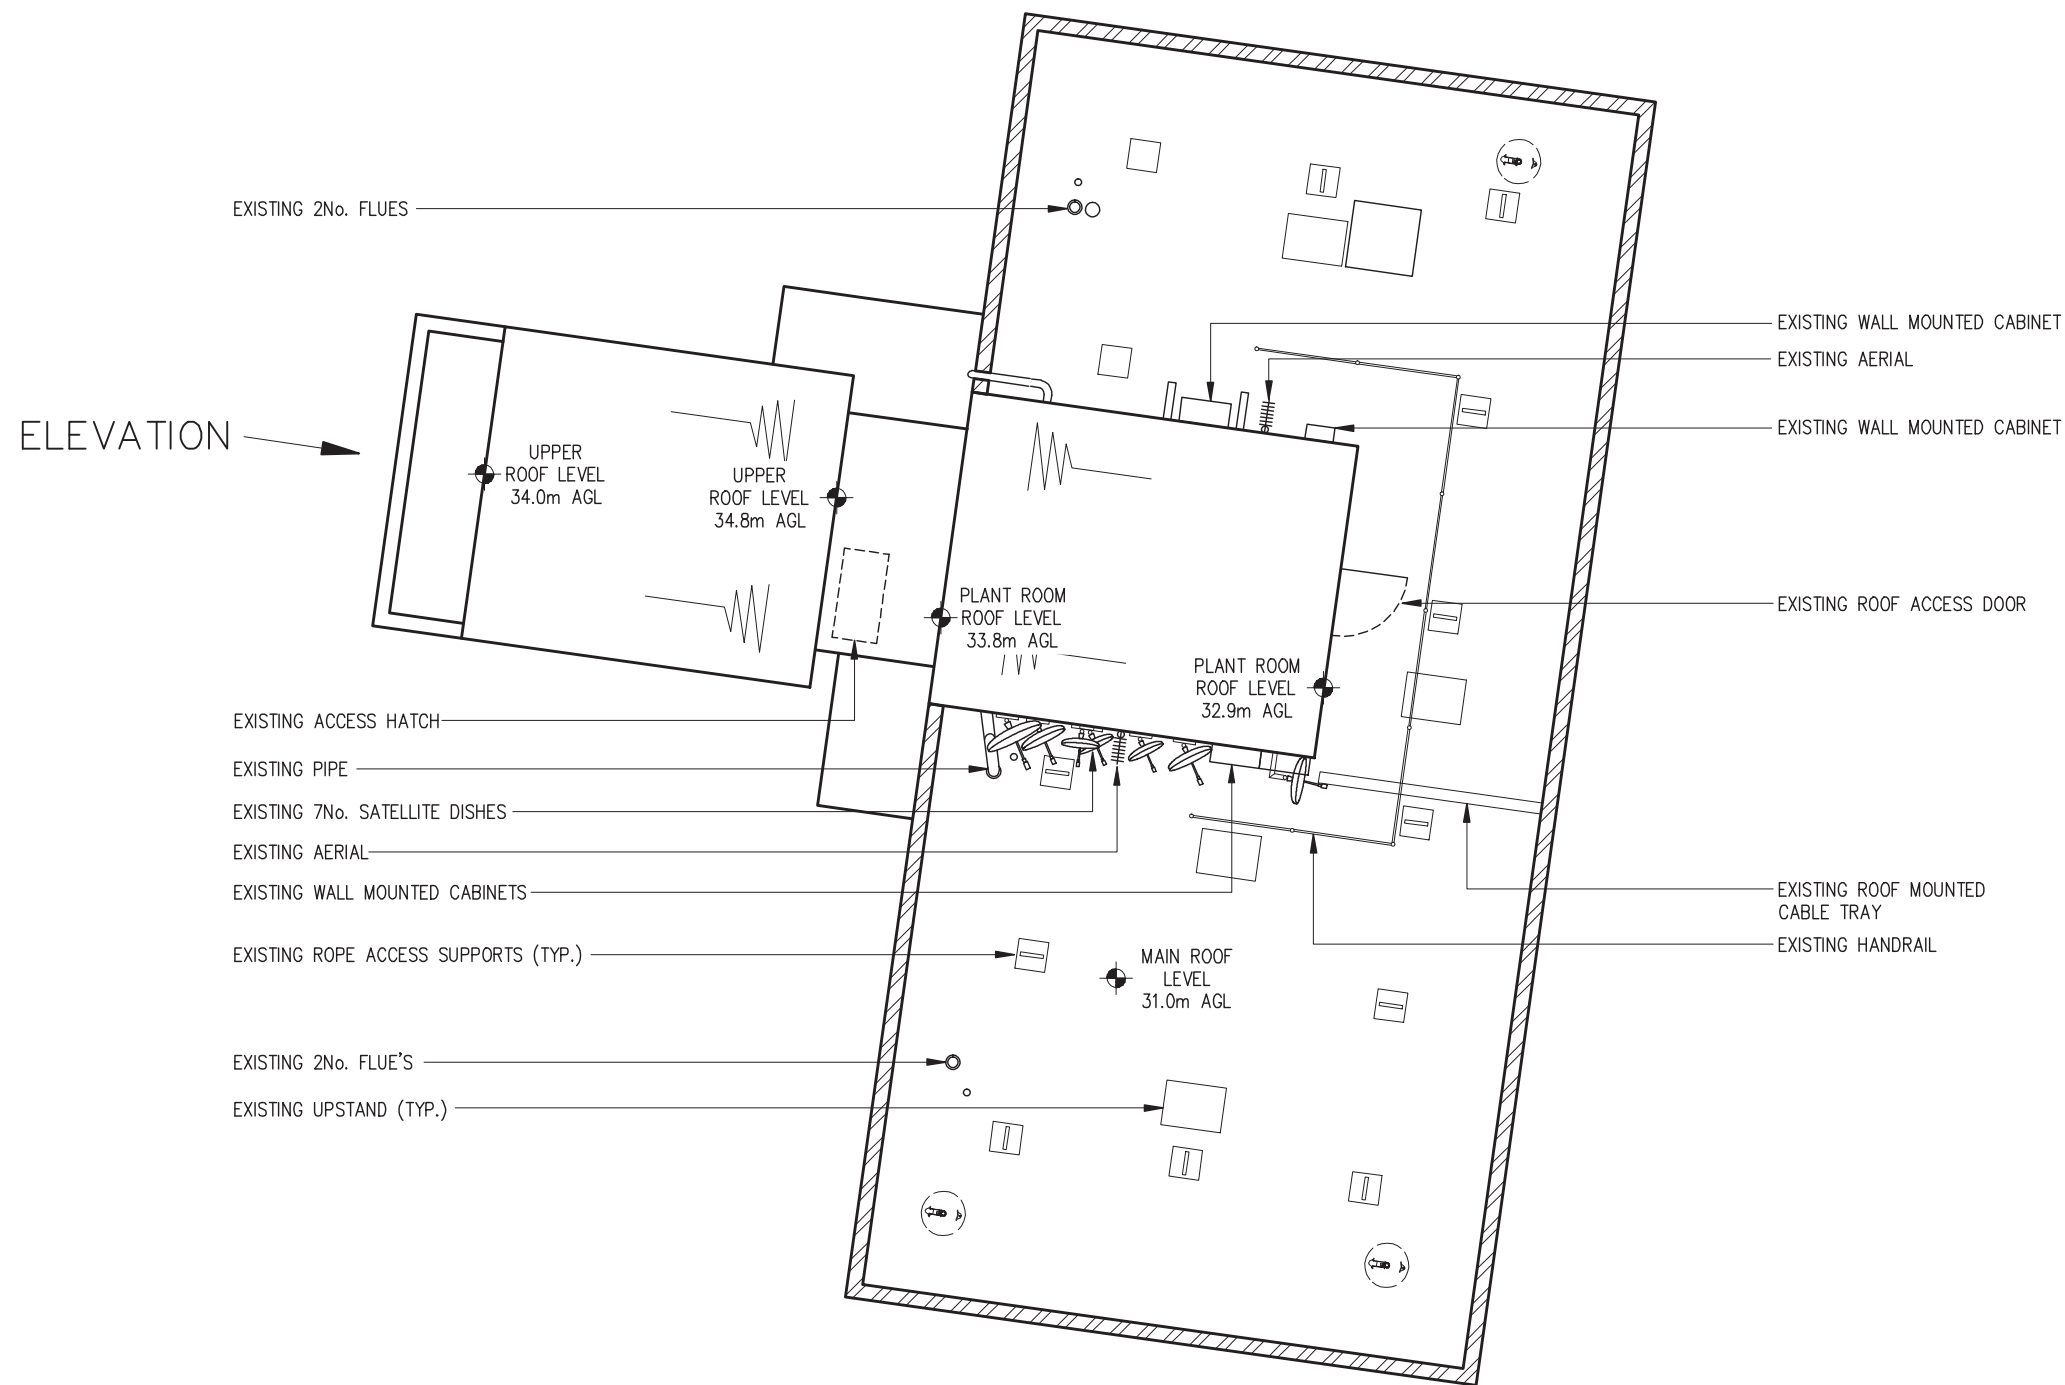 EXISTING 2No. FLUES
EXISTING WALL MOUNTED CABINET
EXISTING AERIAL
EXISTING WALL MOUNTED CABINET
ELEVATION
UPPER
ROOF LEVEL
34.0m AGL
UPPER
ROOF LEVEL
34.8m AGL
PLANT ROOM
ROOF LEVEL
33.8m AGL
EXISTING ROOF ACCESS DOOR
PLANT ROOM
ROOF LEVEL
32.9m AGL
EXISTING ACCESS HATCH
EXISTING PIPE
EXISTING 7No. SATELLITE DISHES
EXISTING AERIAL
EXISTING WALL MOUNTED CABINETS
EXISTING ROOF MOUNTED
CABLE TRAY
EXISTING HANDRAIL
EXISTING ROPE ACCESS SUPPORTS (TYP.)
MAIN ROOF
LEVEL
31.0m AGL
EXISTING 2No. FLUE'S
EXISTING UPSTAND (TYP.)